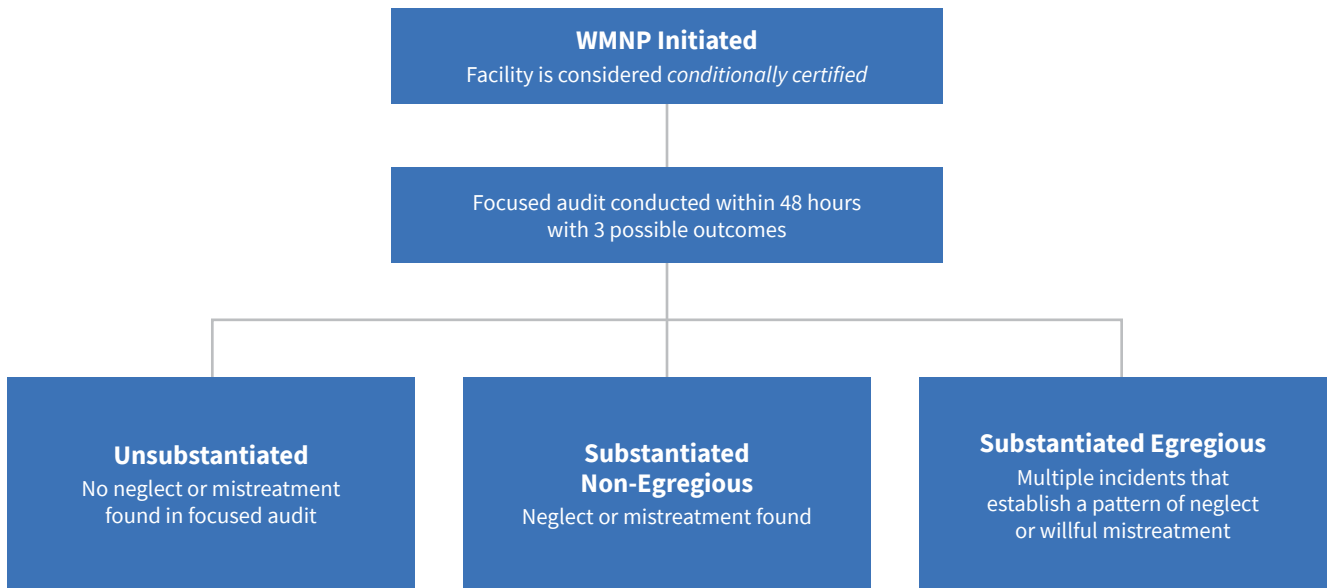 WMNP Initiated
Facility is considered conditionally certified
Focused audit conducted within 48 hours
with 3 possible outcomes
Unsubstantiated
No neglect or mistreatment
found in focused audit
Substantiated
Non-Egregious
Neglect or mistreatment found
Substantiated Egregious
Multiple incidents that
establish a pattern of neglect
or willful mistreatment